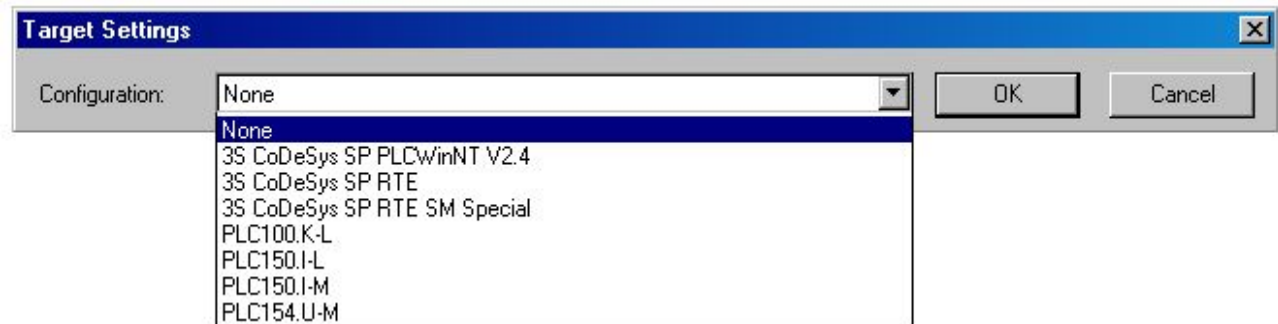 Target Settings
Configuration: None OK Cancel
None
3S CoDeSys SP PLCWinNT V2.4
3S CoDeSys SP RTE
3S CoDeSys SP RTE SM Special
PLC100.K-L
PLC150.I-L
PLC150.I-M
PLC154.U-M